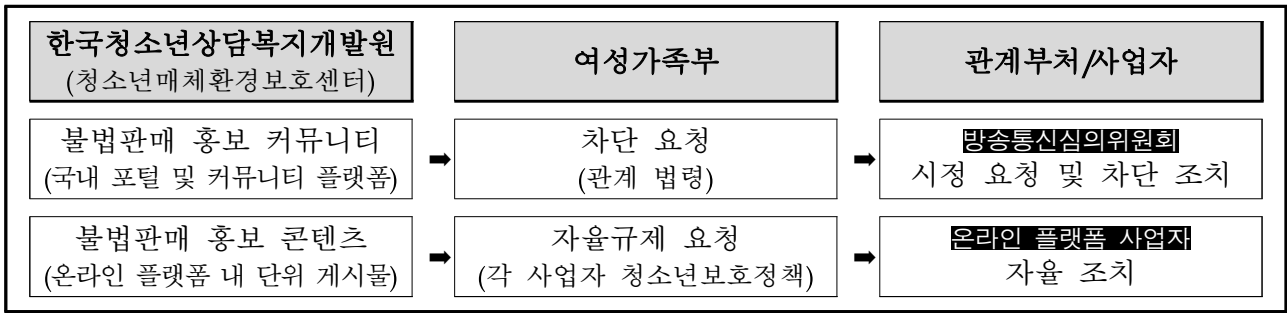 한국청소년상담복지개발원
(청소년매체환경보호센터)
여성가족부
관계부처/사업자
불법판매 홍보 커뮤니티
(국내 포털 및 커뮤니티 플랫폼)
➡
차단 요청
(관계 법령)
➡
방송통신심의위원회
시정 요청 및 차단 조치
불법판매 홍보 콘텐츠
(온라인 플랫폼 내 단위 게시물)
➡
자율규제 요청
(각 사업자 청소년보호정책)
➡
온라인 플랫폼 사업자
자율 조치